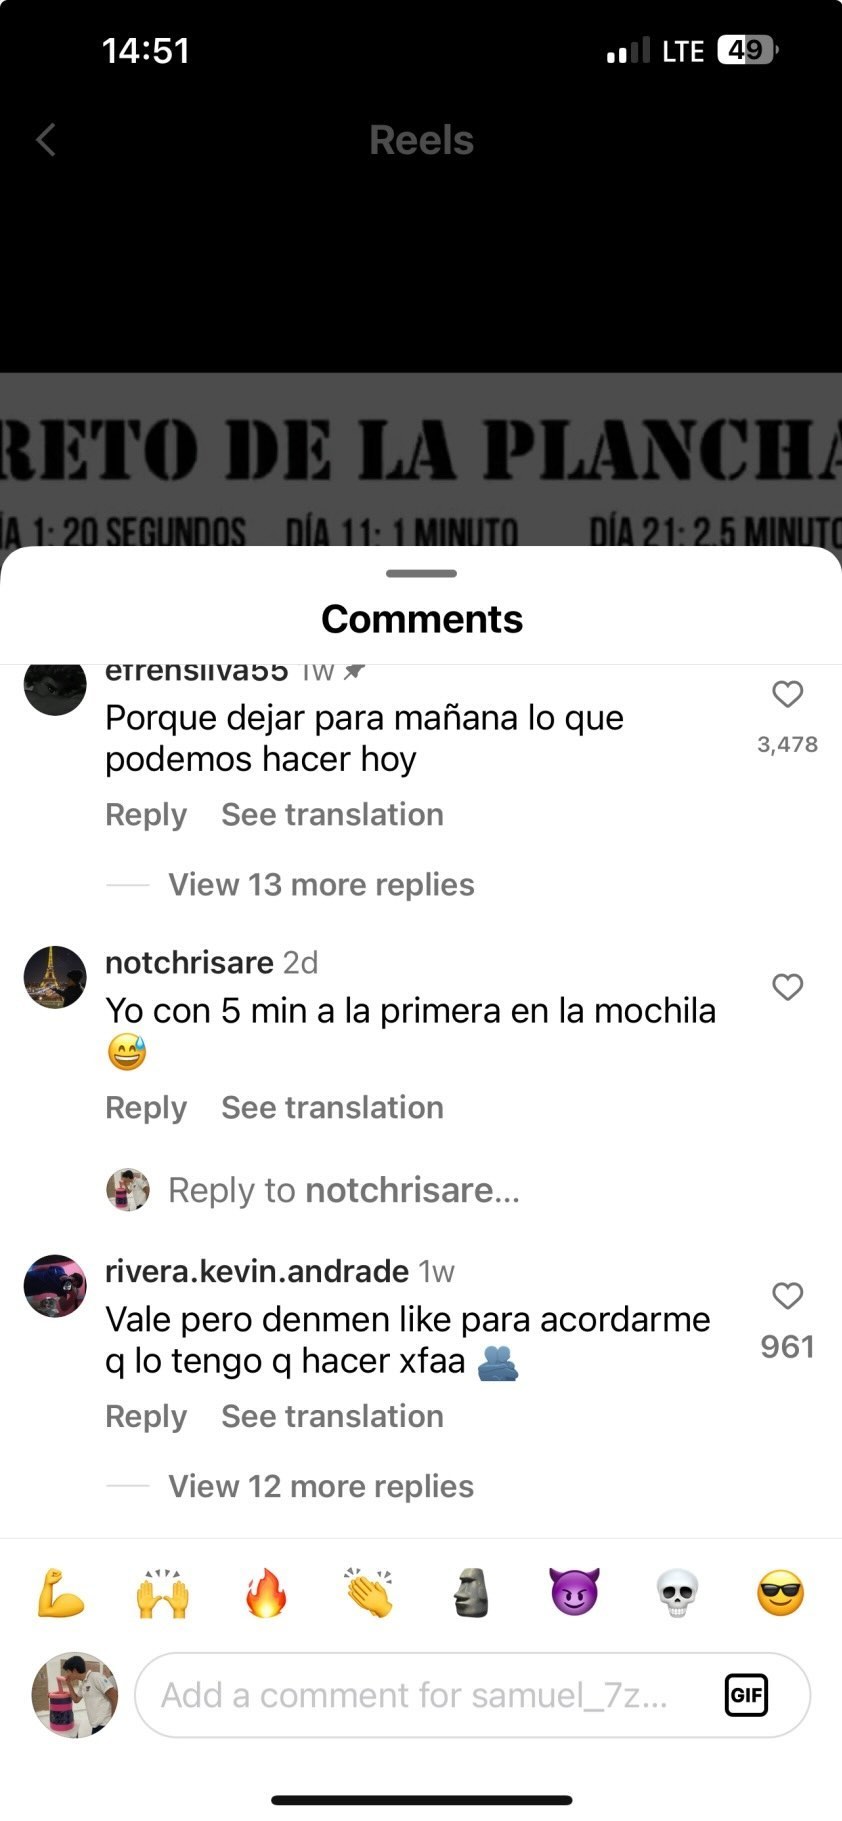 14:51
LTE 49
Reels
RETO DE LA PLANCHA
ÍA 1: 20 SEGUNDOS DÍA 11: 1 MINUTO DÍA 21: 2.5 MINUTO
Comments
efrensilva55 1w
Porque dejar para mañana lo que
podemos hacer hoy
3,478
Reply See translation
View 13 more replies
notchrisare 2d
Yo con 5 min a la primera en la mochila
😅
Reply See translation
Reply to notchrisare...
rivera.kevin.andrade 1w
Vale pero denmen like para acordarme
q lo tengo q hacer xfaa 🫂
961
Reply See translation
View 12 more replies
Add a comment for samuel_7z...
GIF